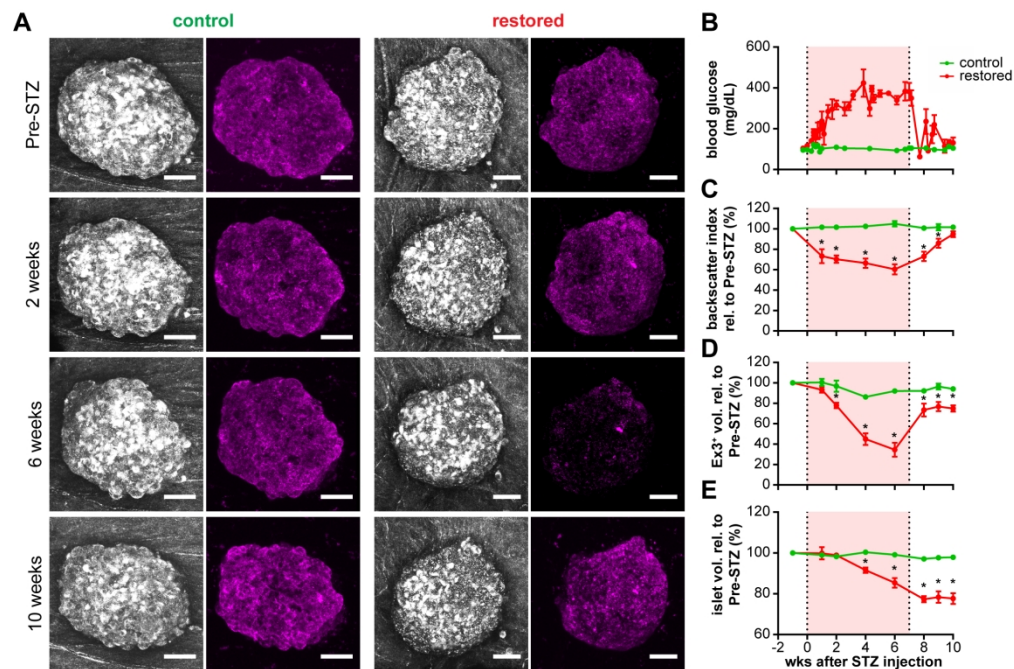 A
control
restored
Pre-STZ
2 weeks
6 weeks
10 weeks
B
blood glucose
(mg/dL)
600
400
200
0
control
restored
C
backscatter index
rel. to Pre-STZ (%)
120
100
80
60
40
20
0
*
*
*
*
*
*
D
Ex3⁺ vol. rel. to
Pre-STZ (%)
120
100
80
60
40
20
0
*
*
*
*
*
*
E
islet vol. rel. to
Pre-STZ (%)
120
100
80
60
*
*
*
*
*
-2 0 2 4 6 8 10
wks after STZ injection